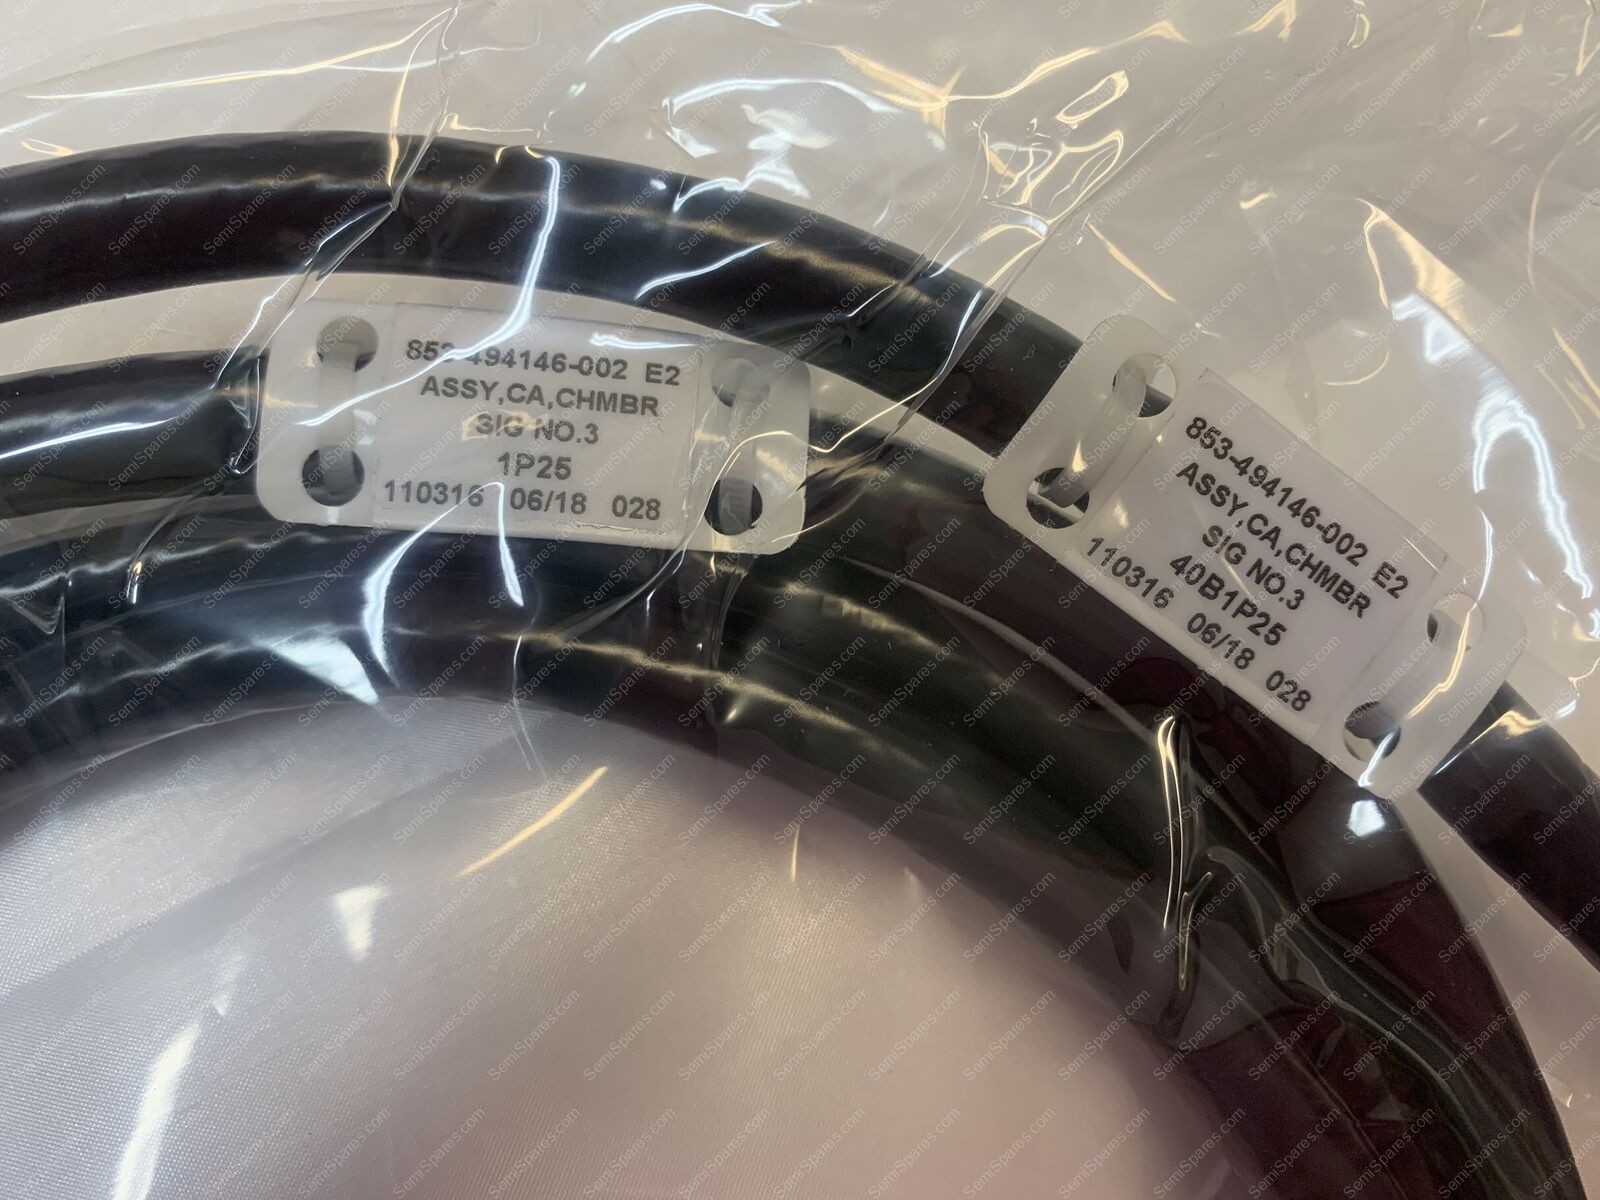 853-494146-002 E2
ASSY,CA,CHMBR
SIG NO.3
1P25
110316 06/18 028
853-494146-002 E2
ASSY,CA,CHMBR
SIG NO.3
40B1P25
110316 06/18 028
SemiSpares.com